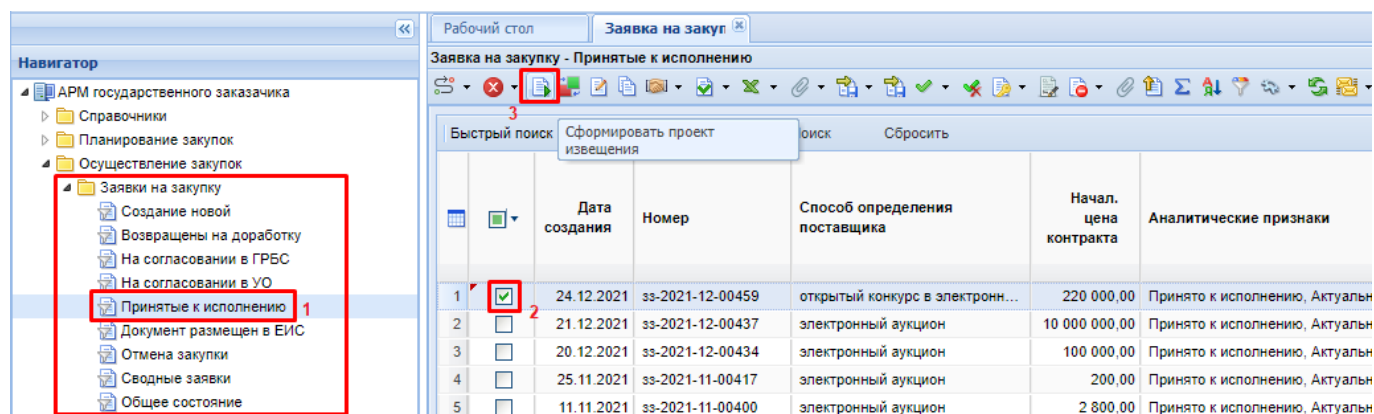 Навигатор
АРМ государственного заказачика
Справочники
Планирование закупок
Осуществление закупок
Заявки на закупку
Создание новой
Возвращены на доработку
На согласовании в ГРБС
На согласовании в УО
Принятые к исполнению 1
Документ размещен в ЕИС
Отмена закупки
Сводные заявки
Общее состояние
Рабочий стол Заявка на закуп
Заявка на закупку - Принятые к исполнению
3
Быстрый поиск Сформировать проект извещения оиск Сбросить
Дата создания Номер Способ определения поставщика Начал. цена контракта Аналитические признаки
1 24.12.2021 зз-2021-12-00459 открытый конкурс в электронн... 220 000,00 Принято к исполнению, Актуальн
2
2 21.12.2021 зз-2021-12-00437 электронный аукцион 10 000 000,00 Принято к исполнению, Актуальн
3 20.12.2021 зз-2021-12-00434 электронный аукцион 100 000,00 Принято к исполнению, Актуальн
4 25.11.2021 зз-2021-11-00417 электронный аукцион 200,00 Принято к исполнению, Актуальн
5 11.11.2021 зз-2021-11-00400 электронный аукцион 2 800,00 Принято к исполнению, Актуальн